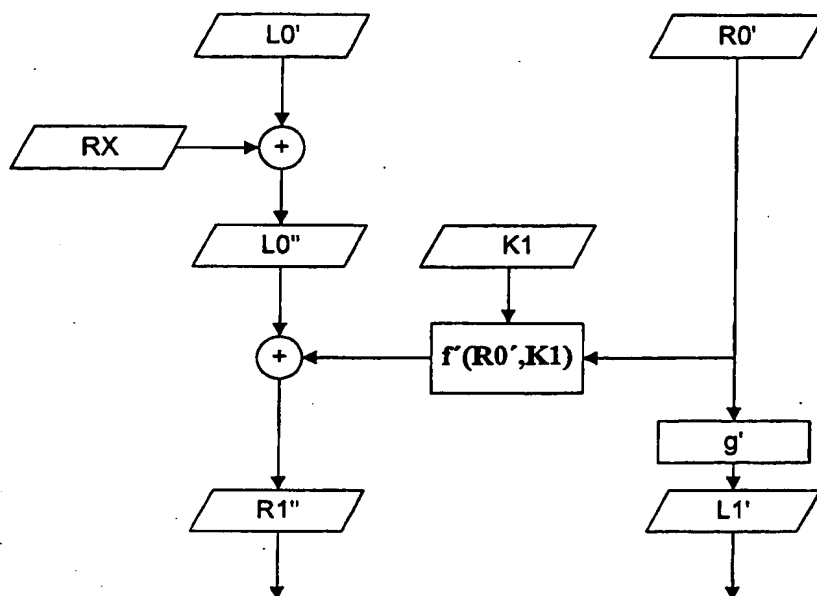 L0' R0'
RX +
L0" K1
+ f´(R0´,K1)
g'
R1" L1'